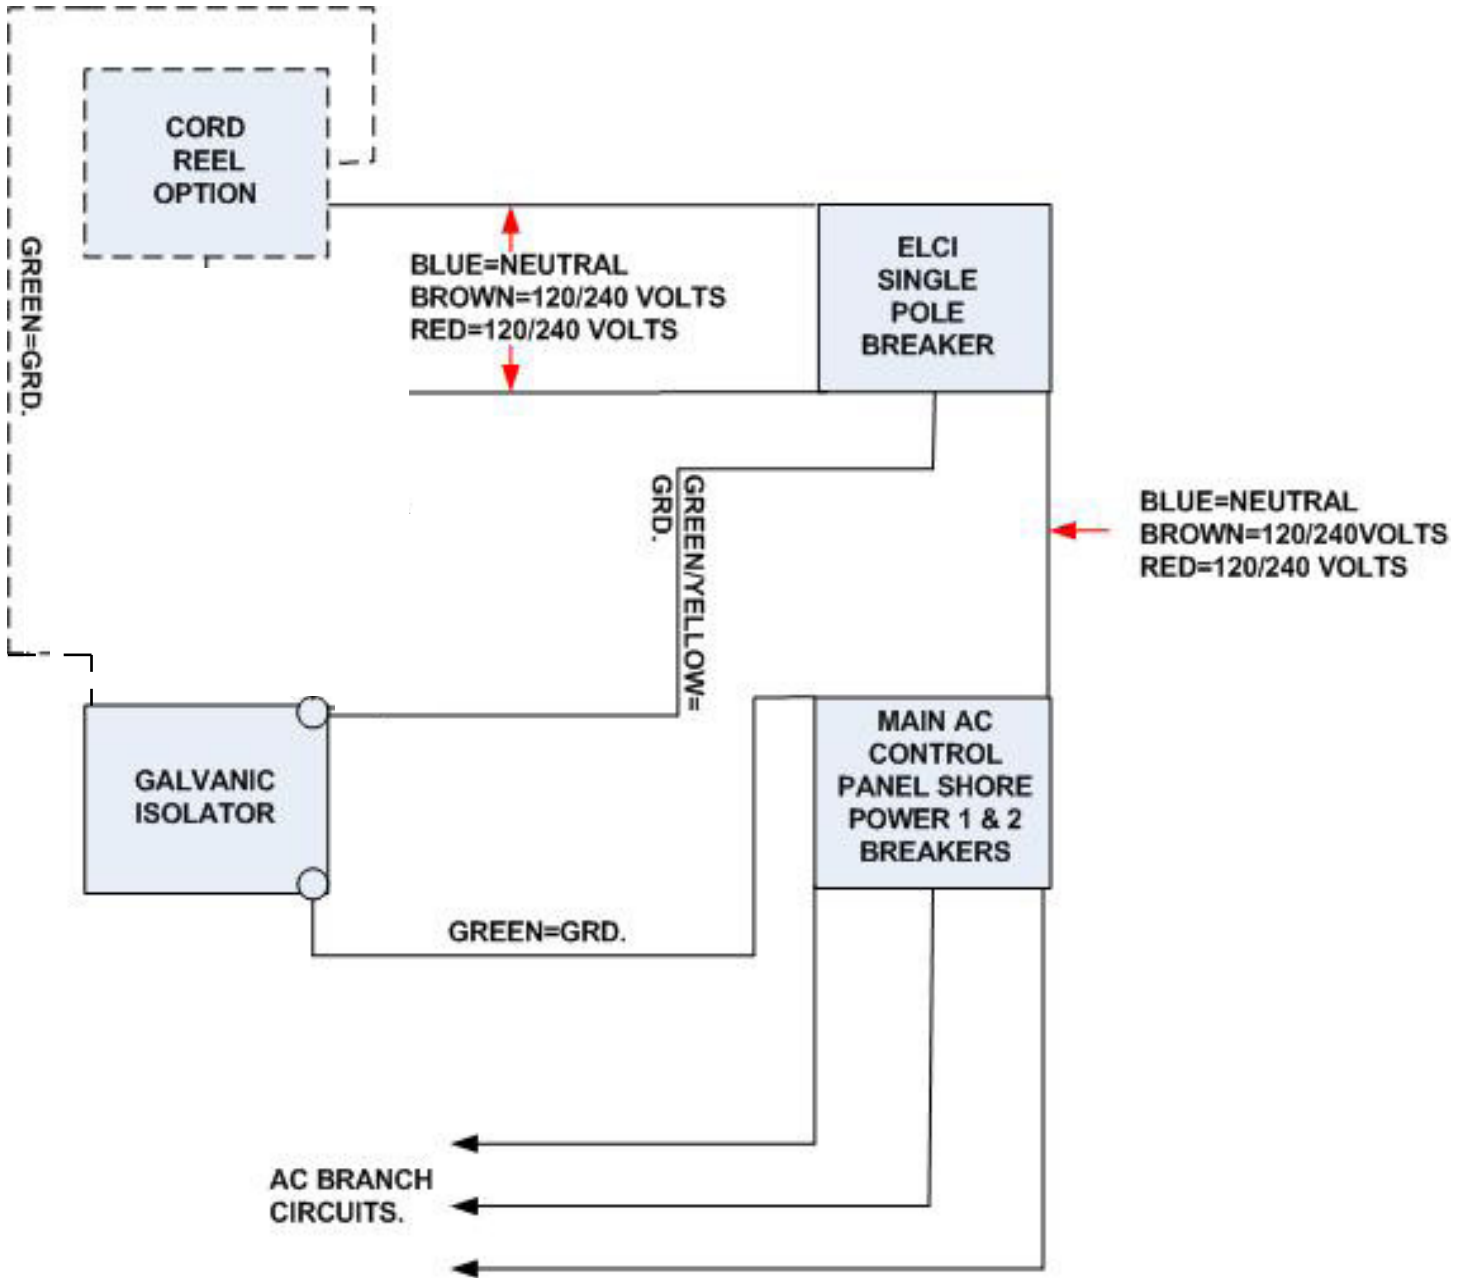 CORD
REEL
OPTION
GREEN=GRD.
BLUE=NEUTRAL
BROWN=120/240 VOLTS
RED=120/240 VOLTS
ELCI
SINGLE
POLE
BREAKER
GREEN/YELLOW=
GRD.
BLUE=NEUTRAL
BROWN=120/240VOLTS
RED=120/240 VOLTS
GALVANIC
ISOLATOR
MAIN AC
CONTROL
PANEL SHORE
POWER 1 & 2
BREAKERS
GREEN=GRD.
AC BRANCH
CIRCUITS.